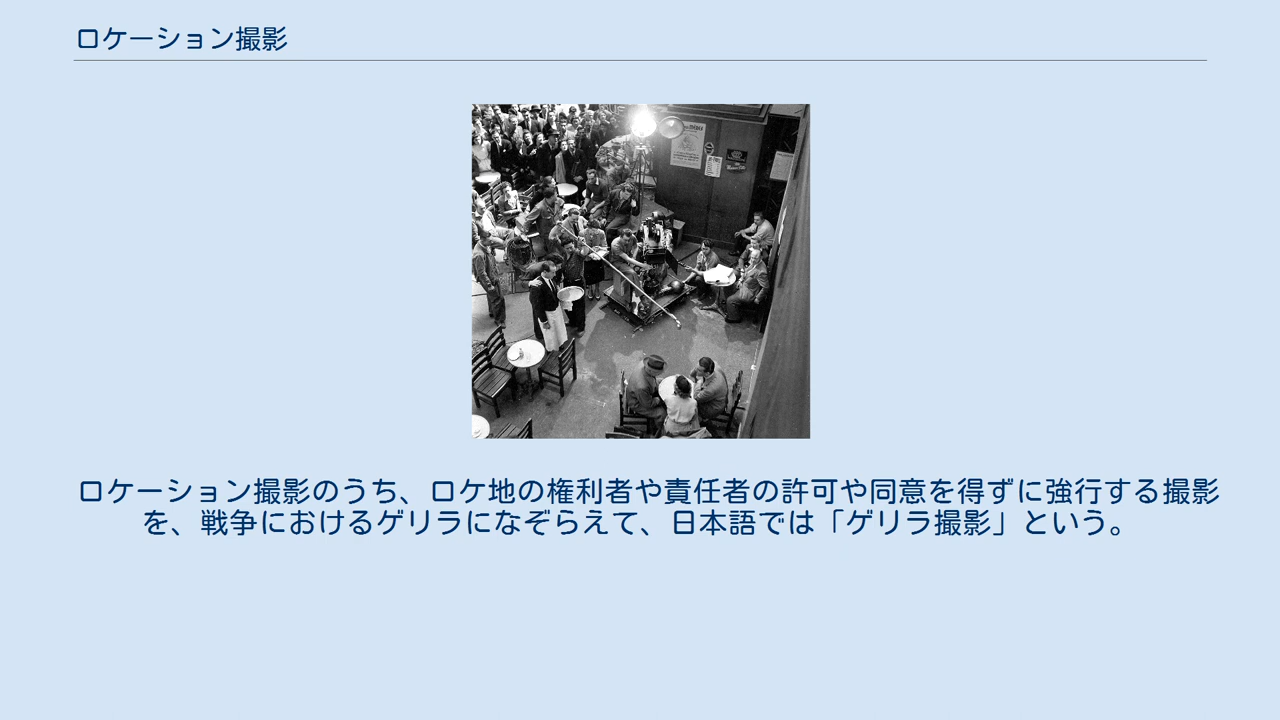 ロケーション撮影
ロケーション撮影のうち、ロケ地の権利者や責任者の許可や同意を得ずに強行する撮影
を、戦争におけるゲリラになぞらえて、日本語では「ゲリラ撮影」という。